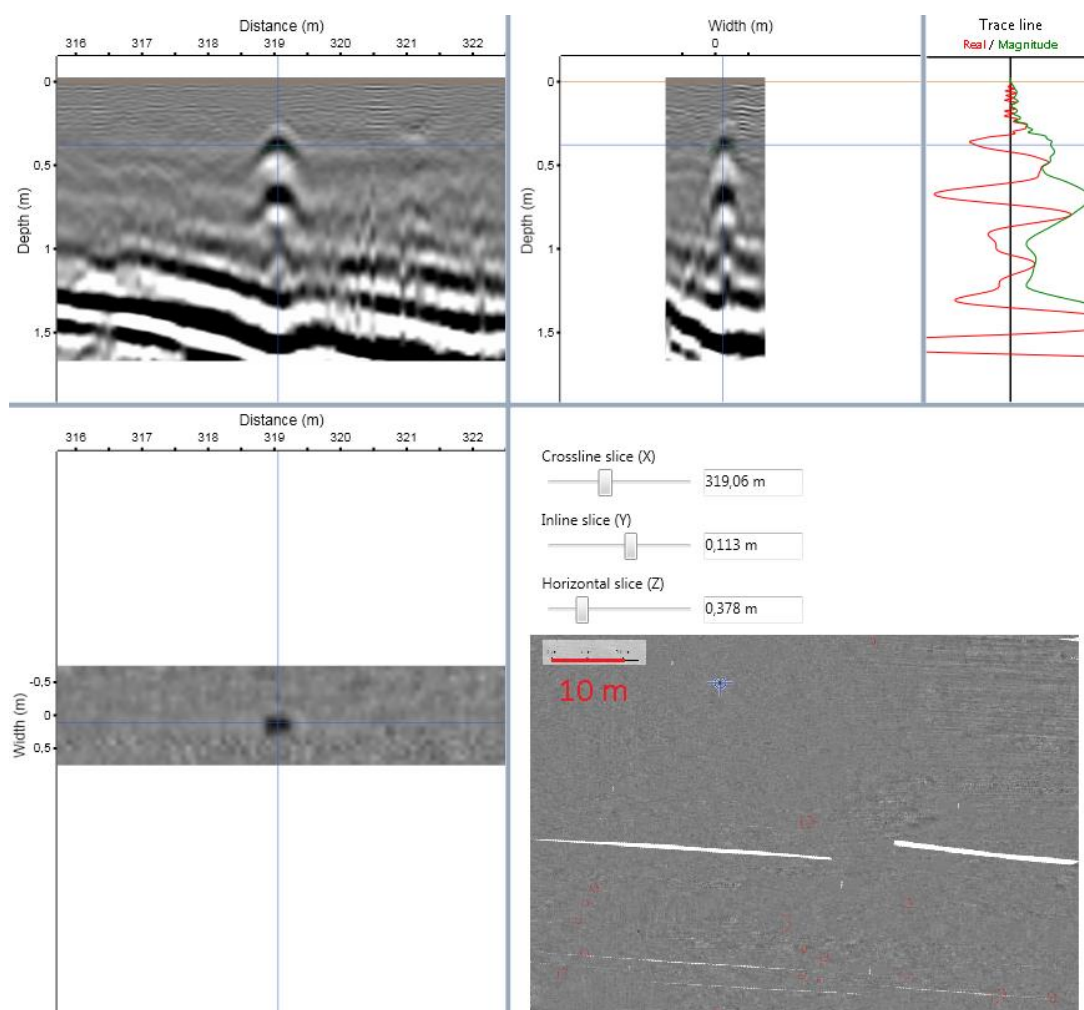 Distance (m)
316 317 318 319 320 321 322
Depth (m)
0
0,5
1
1,5
Width (m)
0
Depth (m)
0
0,5
1
1,5
Trace line
Real / Magnitude
Distance (m)
316 317 318 319 320 321 322
Width (m)
-0,5
0
0,5
Crossline slice (X)
319,06 m
Inline slice (Y)
0,113 m
Horizontal slice (Z)
0,378 m
10 m